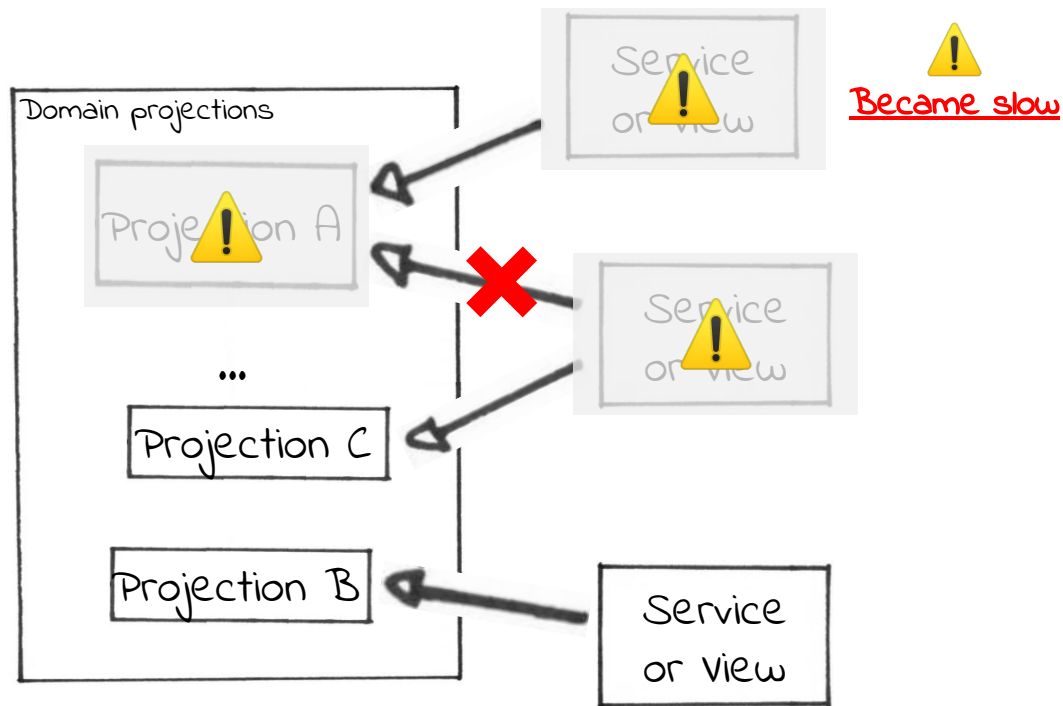 Service
or View
Became slow
Domain projections
Projection A
Service
or View
...
Projection C
Projection B
Service
or View